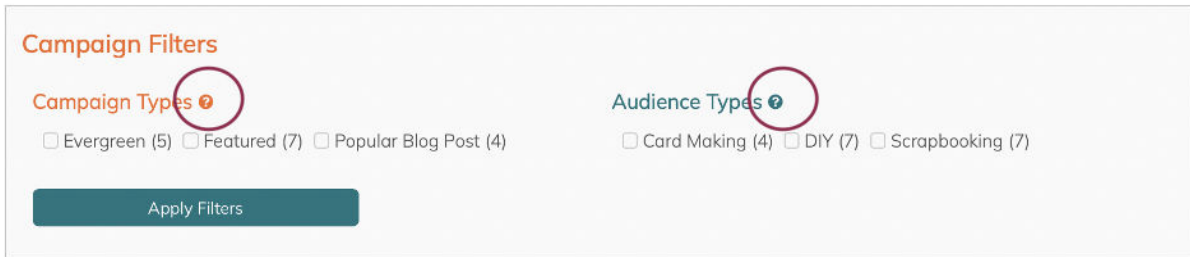 Campaign Filters
Campaign Types ?
Audience Types ?
Evergreen (5) Featured (7) Popular Blog Post (4)
Card Making (4) DIY (7) Scrapbooking (7)
Apply Filters